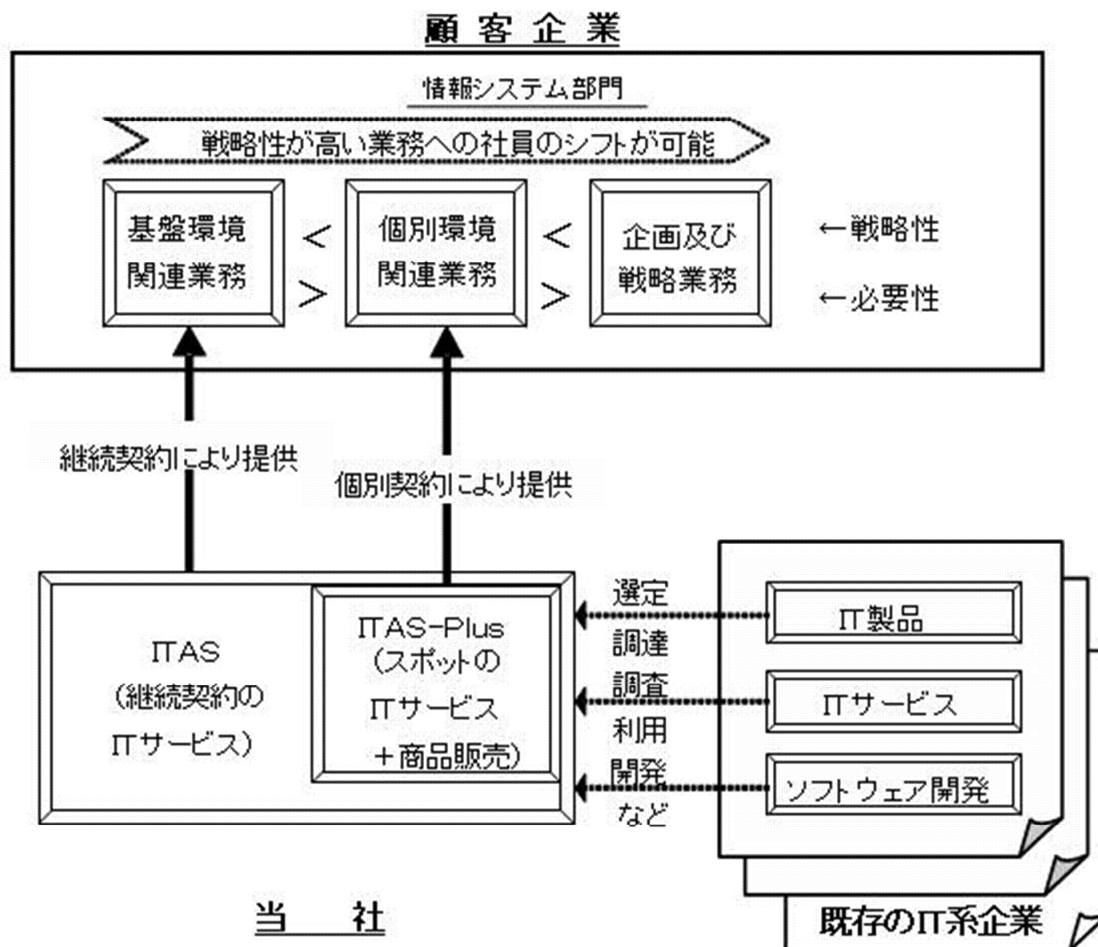 顧客企業
情報システム部門
戦略性が高い業務への社員のシフトが可能
基盤環境
関連業務
<
>
個別環境
関連業務
<
>
企画及び
戦略業務
←戦略性
←必要性
継続契約により提供
個別契約により提供
ITAS
(継続契約の
ITサービス)
ITAS-Plus
(スポットの
ITサービス
+商品販売)
選定
調達
調査
利用
開発
など
IT製品
ITサービス
ソフトウェア開発
当社
既存のIT系企業